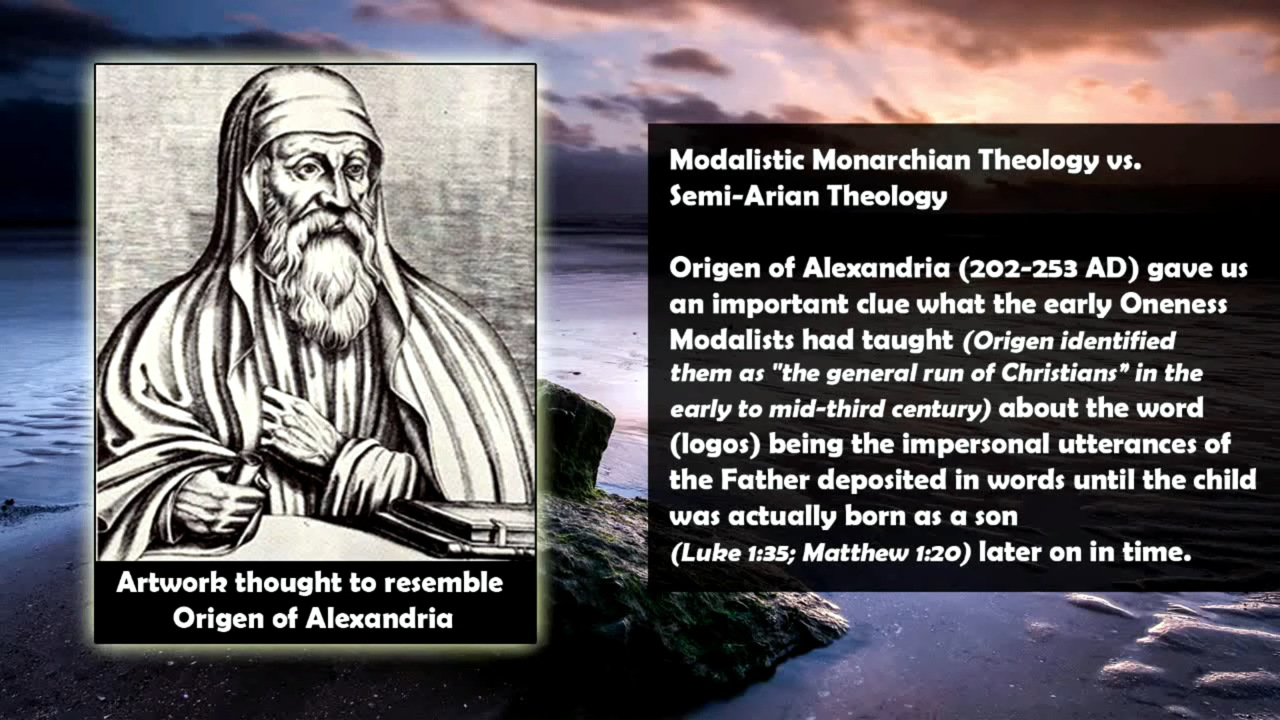 Modalistic Monarchian Theology vs.
Semi-Arian Theology
Origen of Alexandria (202-253 AD) gave us
an important clue what the early Oneness
Modalists had taught (Origen identified
them as "the general run of Christians” in the
early to mid-third century) about the word
(logos) being the impersonal utterances of
the Father deposited in words until the child
was actually born as a son
(Luke 1:35; Matthew 1:20) later on in time.
Artwork thought to resemble
Origen of Alexandria